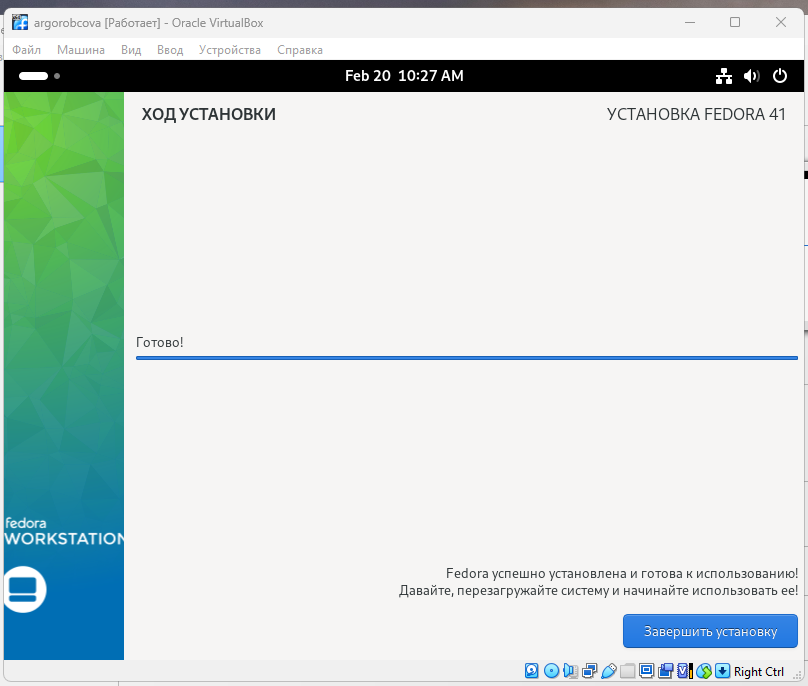 argorobcova [Работает] - Oracle VirtualBox
Файл Машина Вид Ввод Устройства Справка
Feb 20 10:27 AM
ХОД УСТАНОВКИ
УСТАНОВКА FEDORA 41
Готово!
fedora
WORKSTATION
Fedora успешно установлена и готова к использованию!
Давайте, перезагружайте систему и начинайте использовать ее!
Завершить установку
Right Ctrl